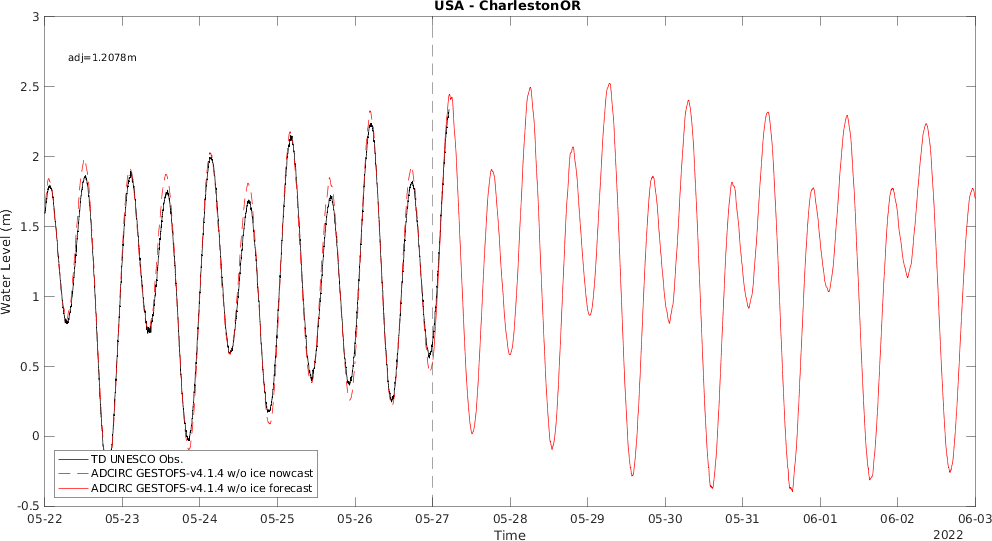 USA - CharlestonOR
adj=1.2078m
Water Level (m)
3
2.5
2
1.5
1
0.5
0
-0.5
TD UNESCO Obs.
ADCIRC GESTOFS-v4.1.4 w/o ice nowcast
ADCIRC GESTOFS-v4.1.4 w/o ice forecast
05-22 05-23 05-24 05-25 05-26 05-27 05-28 05-29 05-30 05-31 06-01 06-02 06-03
Time
2022